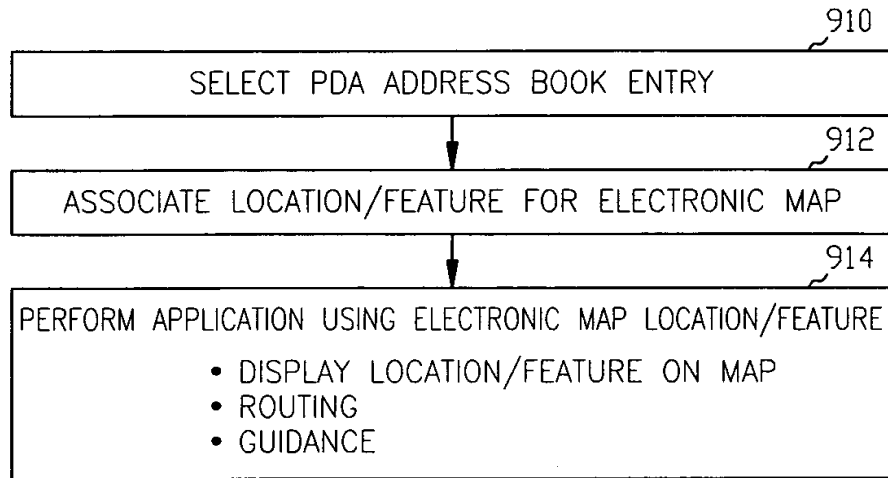 910
SELECT PDA ADDRESS BOOK ENTRY
912
ASSOCIATE LOCATION/FEATURE FOR ELECTRONIC MAP
914
PERFORM APPLICATION USING ELECTRONIC MAP LOCATION/FEATURE
• DISPLAY LOCATION/FEATURE ON MAP
• ROUTING
• GUIDANCE